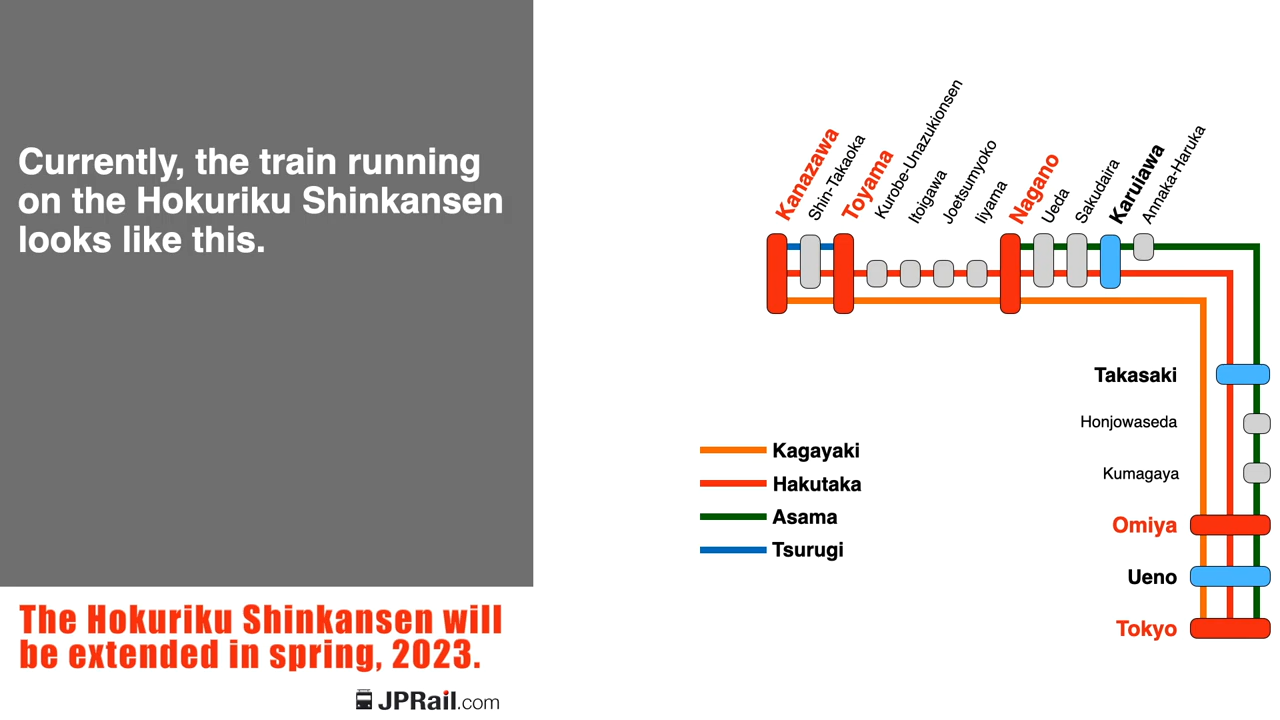 Currently, the train running
on the Hokuriku Shinkansen
looks like this.
The Hokuriku Shinkansen will
be extended in spring, 2023.
JPRail.com
Kanazawa
Shin-Takaoka
Toyama
Kurobe-Unazukionsen
Itoigawa
Joetsumyoko
Iiyama
Nagano
Ueda
Sakudaira
Karuiawa
Annaka-Haruka
Takasaki
Honjowaseda
Kumagaya
Omiya
Ueno
Tokyo
Kagayaki
Hakutaka
Asama
Tsurugi